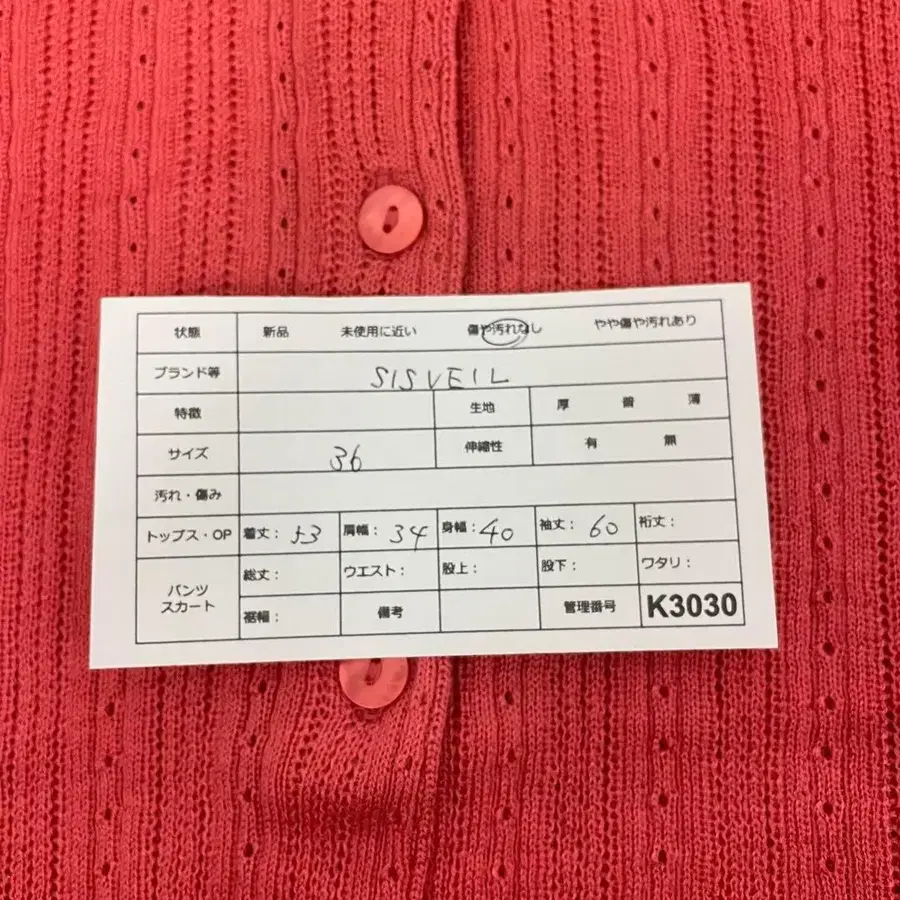 状態 新品 未使用に近い 傷や汚れなし やや傷や汚れあり
ブランド等 SISVEIL
特徴 生地 厚 普 薄
サイズ 36 伸縮性 有 無
汚れ・傷み
トップス・OP 着丈: 53 肩幅: 34 身幅: 40 袖丈: 60 裄丈:
パンツ スカート 総丈: ウエスト: 股上: 股下: ワタリ:
裾幅: 備考 管理番号 K3030